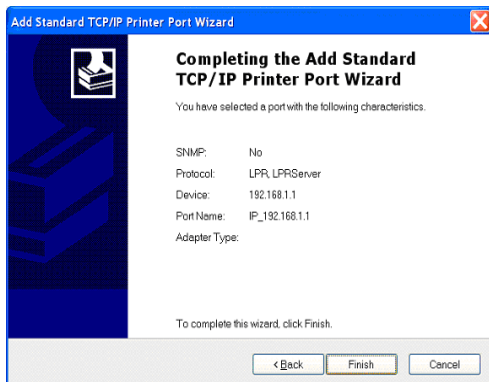 Add Standard TCP/IP Printer Port Wizard
Completing the Add Standard
TCP/IP Printer Port Wizard
You have selected a port with the following characteristics.
SNMP: No
Protocol: LPR, LPRServer
Device: 192.168.1.1
Port Name: IP_192.168.1.1
Adapter Type:
To complete this wizard, click Finish.
< Back Finish Cancel